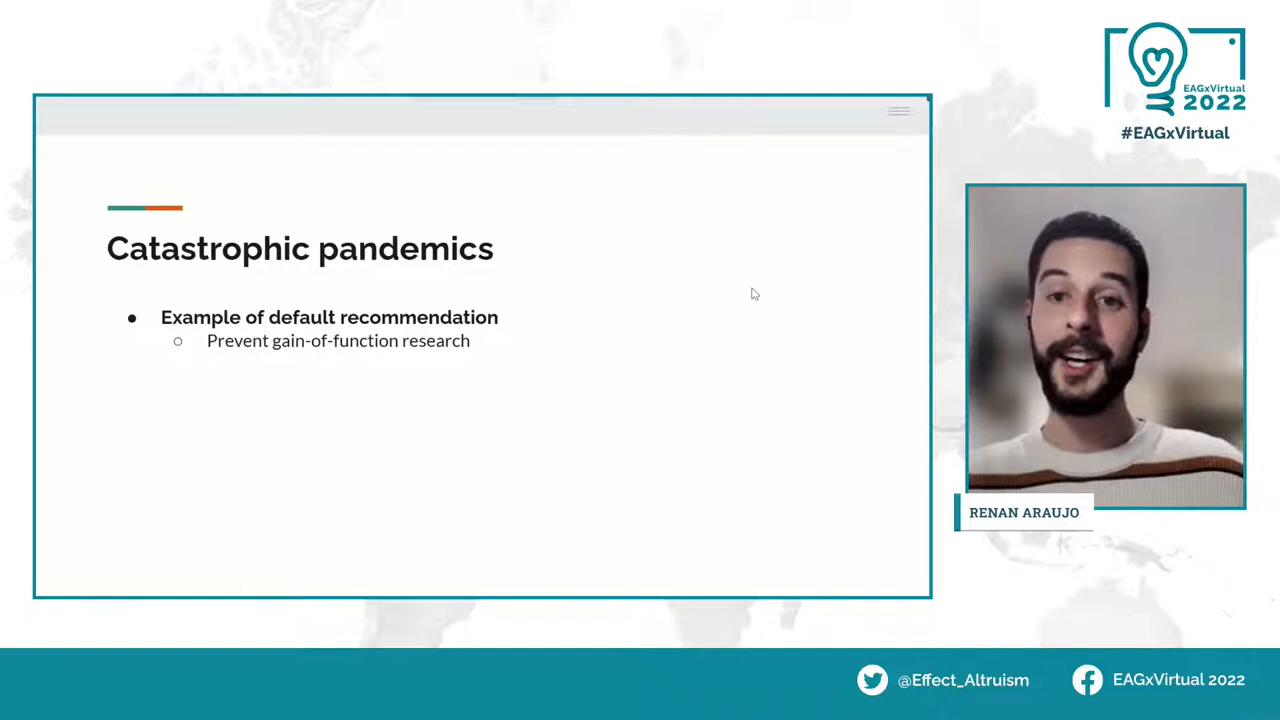 EAGxVirtual
2022
#EAGxVirtual
Catastrophic pandemics
● Example of default recommendation
○ Prevent gain-of-function research
RENAN ARAUJO
@Effect_Altruism
EAGxVirtual 2022